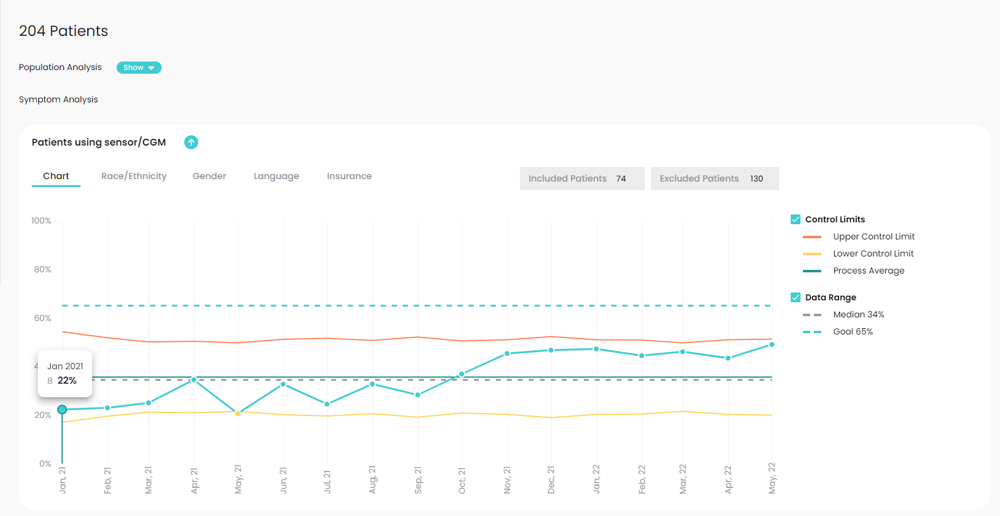 204 Patients
Population Analysis Show
Symptom Analysis
Patients using sensor/CGM
Chart Race/Ethnicity Gender Language Insurance
Included Patients 74 Excluded Patients 130
100%
80%
60%
4
20%
0%
Jan 2021
8 22%
Jan, 21
Feb, 21
Mar, 21
Apr, 21
May, 21
Jun, 21
Jul, 21
Aug, 21
Sep, 21
Oct, 21
Nov, 21
Dec, 21
Jan, 22
Feb, 22
Mar, 22
Apr, 22
May, 22
Control Limits
Upper Control Limit
Lower Control Limit
Process Average
Data Range
Median 34%
Goal 65%